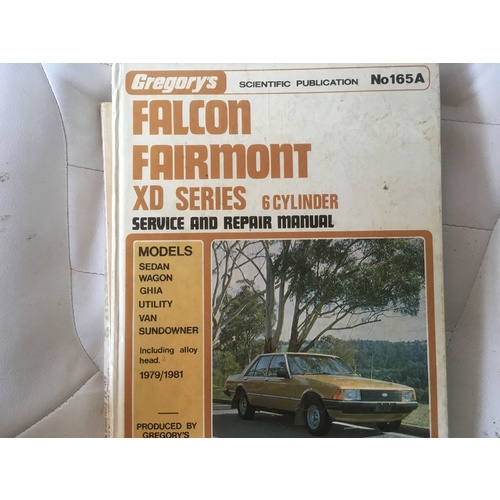 Gregory's SCIENTIFIC PUBLICATION No165A
FALCON
FAIRMONT
XD SERIES 6 CYLINDER
SERVICE AND REPAIR MANUAL
MODELS
SEDAN
WAGON
GHIA
UTILITY
VAN
SUNDOWNER
Including alloy
head.
1979/1981
PRODUCED BY
GREGORY'S